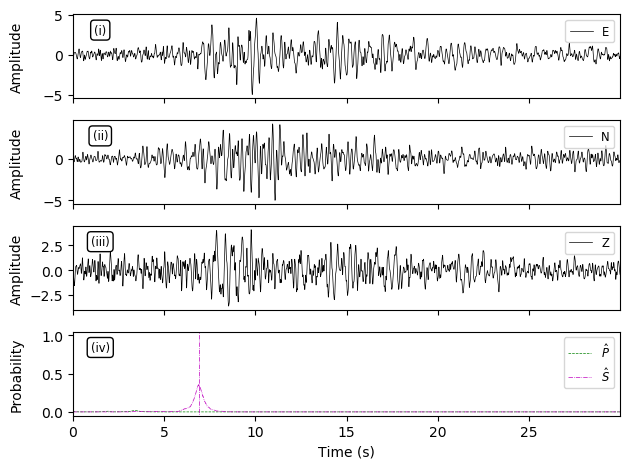 5
0
−5
Amplitude
(i)
E
0
−5
Amplitude
(ii)
N
2.5
0.0
−2.5
Amplitude
(iii)
Z
1.0
0.5
0.0
Probability
(iv)
P̂
Ŝ
0 5 10 15 20 25
Time (s)